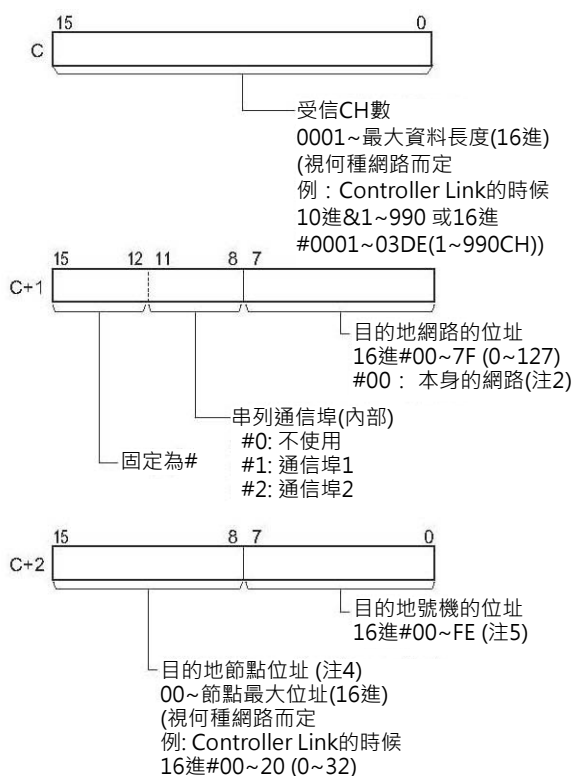 15 0
C
受信CH數
0001~最大資料長度(16進)
(視何種網路而定
例：Controller Link的時候
10進&1~990 或16進
#0001~03DE(1~990CH))
15 12 11 8 7
C+1
目的地網路的位址
16進#00~7F (0~127)
#00： 本身的網路(注2)
串列通信埠(內部)
#0: 不使用
#1: 通信埠1
#2: 通信埠2
固定為#
15 8 7 0
C+2
目的地號機的位址
16進#00~FE (注5)
目的地節點位址 (注4)
00~節點最大位址(16進)
(視何種網路而定
例: Controller Link的時候
16進#00~20 (0~32)